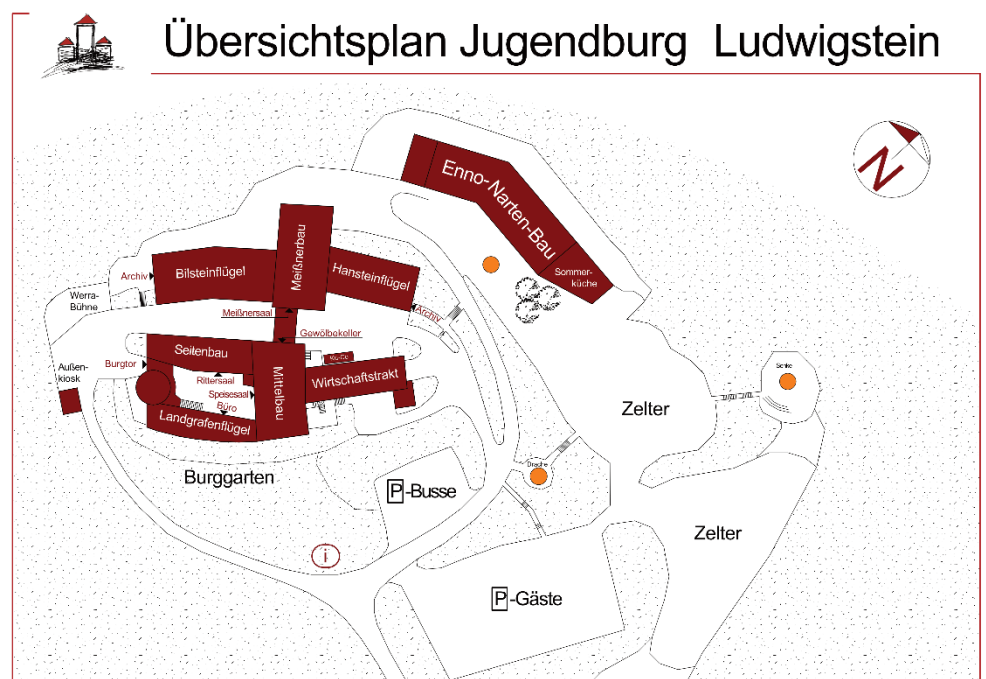 Übersichtsplan Jugendburg Ludwigstein
N
Enno-Narten-Bau
Sommer-
küche
Meißnerbau
Bilsteinflügel
Hansteinflügel
Archiv
Archiv
Werra-
Bühne
Meißnersaal
Gewölbekeller
Seitenbau
Burgtor
Außen-
kiosk
Rittersaal
Speisesaal
Büro
Mittelbau
Wirtschaftstrakt
Landgrafenflügel
Burggarten
P-Busse
i
P-Gäste
Drache
Zelter
Senke
Zelter